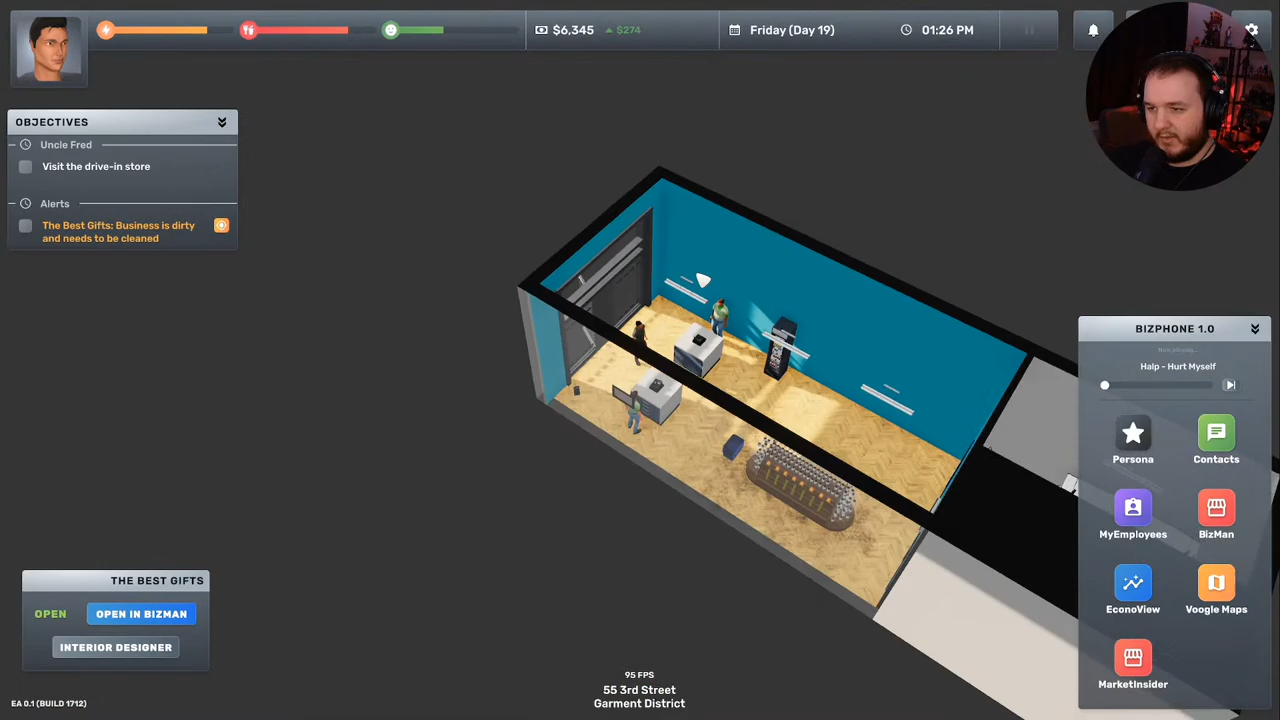 $6,345 ▲ $274
Friday (Day 19)
01:26 PM
OBJECTIVES
Uncle Fred
Visit the drive-in store
Alerts
The Best Gifts: Business is dirty
and needs to be cleaned
BIZPHONE 1.0
Now playing...
Halp - Hurt Myself
Persona
Contacts
MyEmployees
BizMan
EconoView
Voogle Maps
MarketInsider
THE BEST GIFTS
OPEN
OPEN IN BIZMAN
INTERIOR DESIGNER
95 FPS
55 3rd Street
Garment District
EA 0.1 (BUILD 1712)